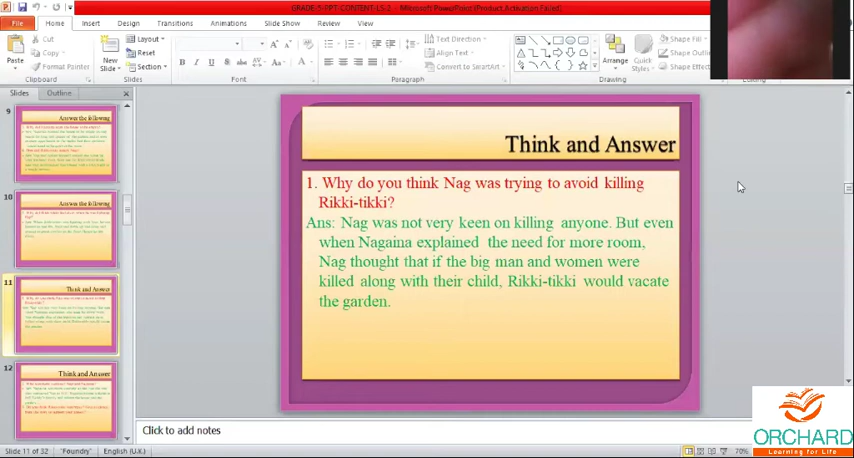 GRADE-5-PPT-CONTENT-L5-2 - Microsoft PowerPoint (Product Activation Failed)
File Home Insert Design Transitions Animations Slide Show Review View
Cut
Copy
Format Painter
Paste
Clipboard
New
Slide
Layout
Reset
Section
Slides
Font
Paragraph
Text Direction
Align Text
Convert to SmartArt
Arrange
Quick
Styles
Shape Fill
Shape Outline
Shape Effects
Drawing
Editing
Slides Outline
9
Answer the following
10
Answer the following
11
Think and Answer
12
Think and Answer
Think and Answer
1. Why do you think Nag was trying to avoid killing
Rikki-tikki?
Ans: Nag was not very keen on killing anyone. But even
when Nagaina explained the need for more room,
Nag thought that if the big man and women were
killed along with their child, Rikki-tikki would vacate
the garden.
Click to add notes
Slide 11 of 32 "Foundry" English (U.K.) 70%
ORCHARD
Learning for Life